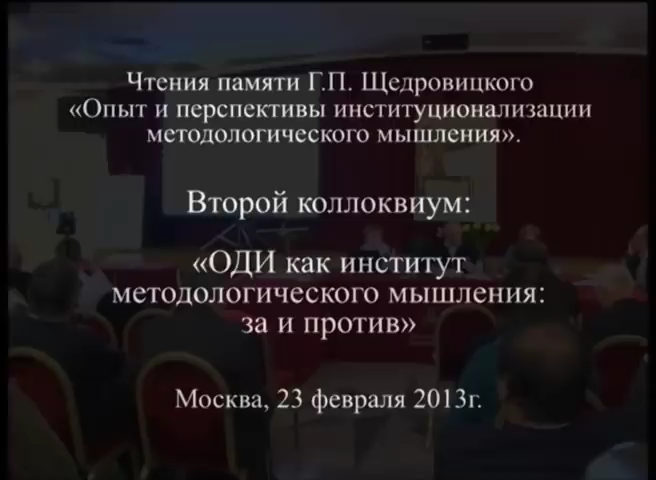 Чтения памяти Г.П. Щедровицкого
«Опыт и перспективы институционализации
методологического мышления».
Второй коллоквиум:
«ОДИ как институт
методологического мышления:
за и против»
Москва, 23 февраля 2013г.